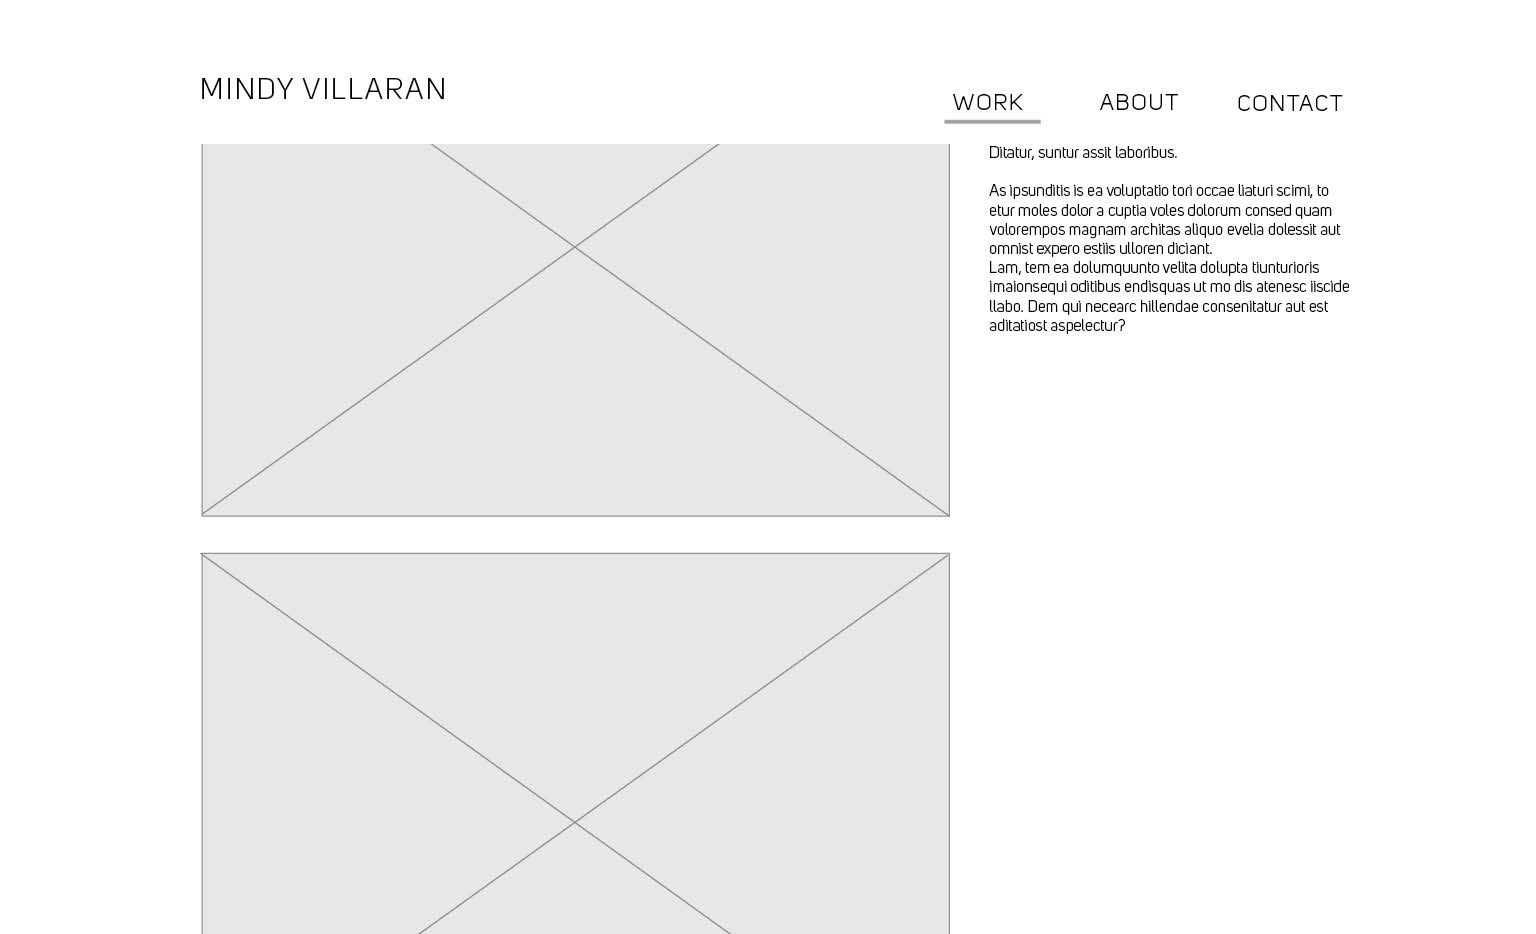 MINDY VILLARAN
WORK ABOUT CONTACT
Ditatur, suntur assit laboribus.
As ipsunditis is ea voluptatio tori occae liaturi scimi, to
etur moles dolor a cuptia voles dolorum consed quam
volorempos magnam architas aliquo evelia dolessit aut
omnist expero estiis ulloren diciant.
Lam, tem ea dolumquunto velita dolupta tiunturioris
imaionsequi oditibus endisquas ut mo dis atenesc iiscide
llabo. Dem qui necearc hillendae consenitatur aut est
aditatiost aspelectur?